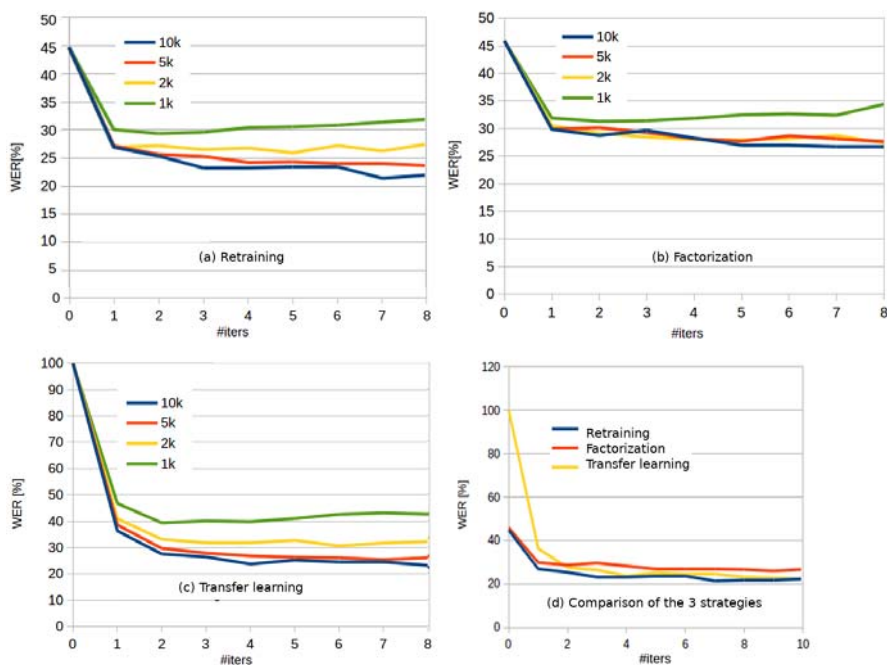 50
45
40
35
30
25
20
15
10
5
0
WER[%]
10k
5k
2k
1k
(a) Retraining
0 1 2 3 4 5 6 7 8
#iters
50
45
40
35
30
25
20
15
10
5
0
WER[%]
10k
5k
2k
1k
(b) Factorization
0 1 2 3 4 5 6 7 8
#iters
100
90
80
70
60
50
40
30
20
10
0
WER [%]
10k
5k
2k
1k
(c) Transfer learning
0 1 2 3 4 5 6 7 8
#iters
120
100
80
60
40
20
0
WER [%]
Retraining
Factorization
Transfer learning
(d) Comparison of the 3 strategies
0 2 4 6 8 10
#iters